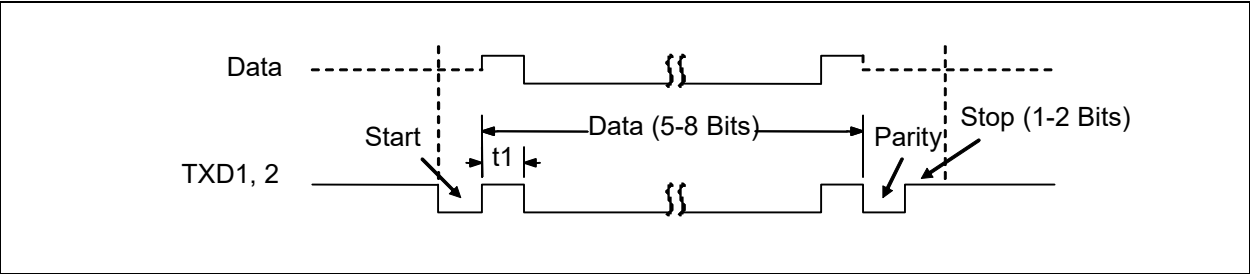 Data
Start
Data (5-8 Bits)
Parity
Stop (1-2 Bits)
t1
TXD1, 2